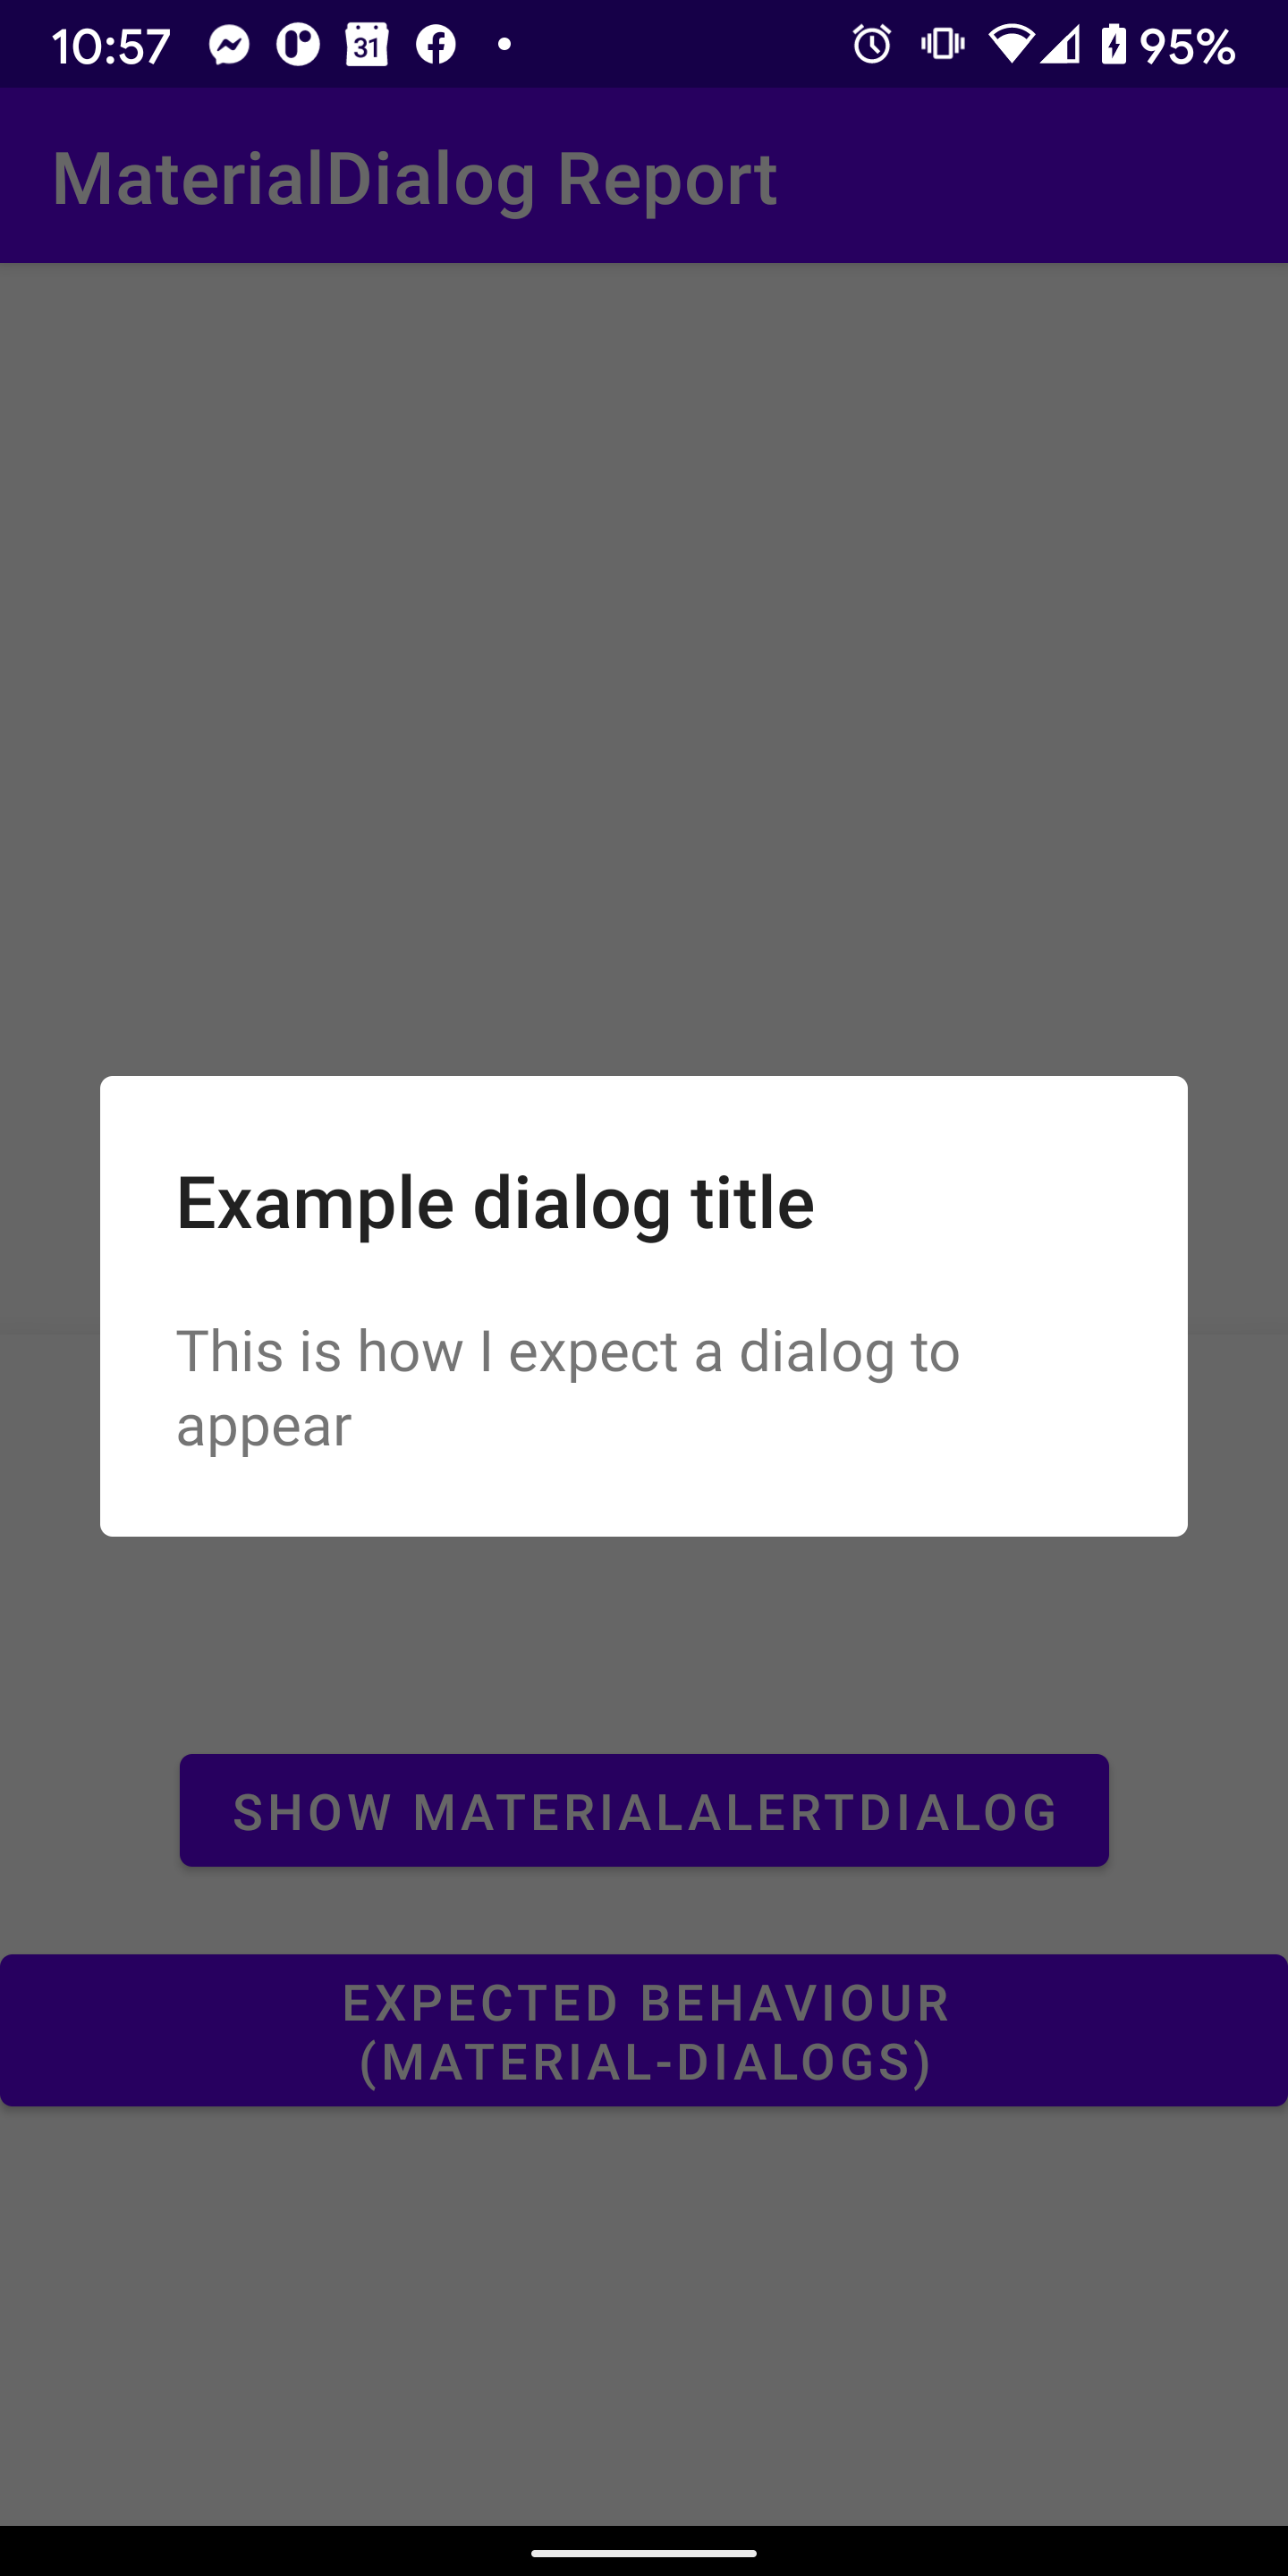 10:57 31 95%
MaterialDialog Report
Example dialog title
This is how I expect a dialog to
appear
SHOW MATERIALALERTDIALOG
EXPECTED BEHAVIOUR
(MATERIAL-DIALOGS)